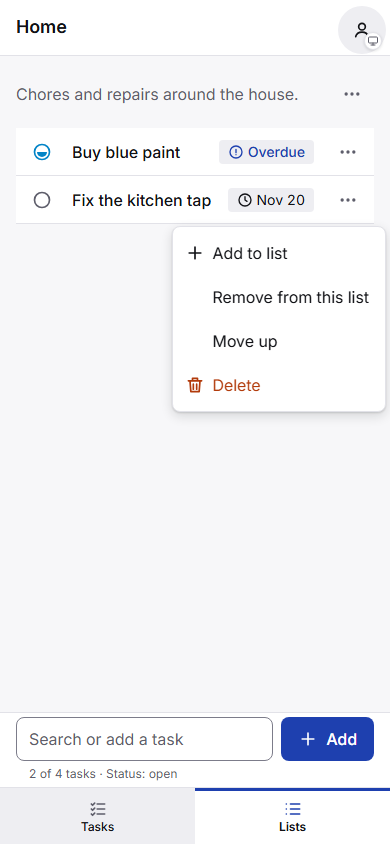 Home
Chores and repairs around the house.
Buy blue paint Overdue
Fix the kitchen tap Nov 20
Add to list
Remove from this list
Move up
Delete
Search or add a task
Add
2 of 4 tasks · Status: open
Tasks Lists